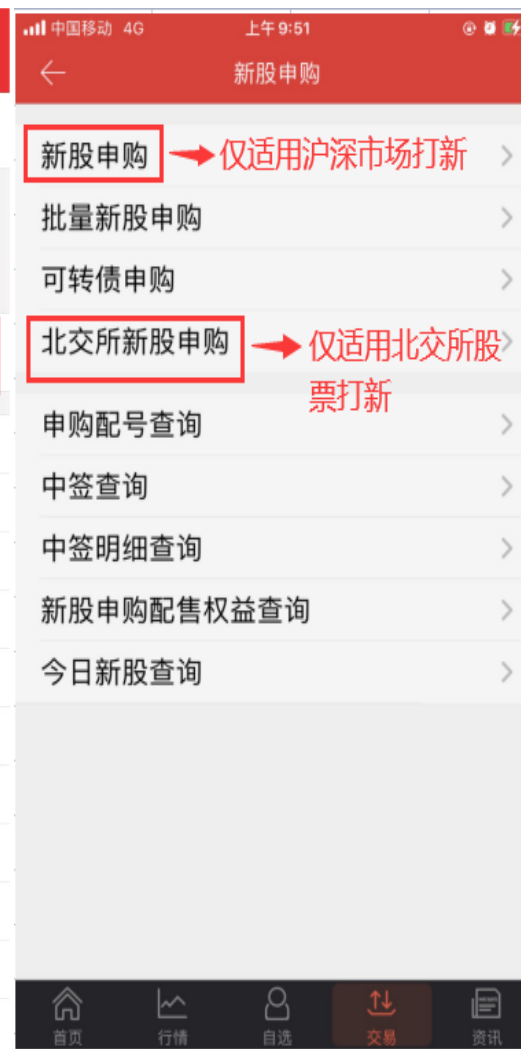 中国移动 4G 上午9:51
新股申购
新股申购 仅适用沪深市场打新
批量新股申购
可转债申购
北交所新股申购 仅适用北交所股
票打新
申购配号查询
中签查询
中签明细查询
新股申购配售权益查询
今日新股查询
首页 行情 自选 交易 资讯